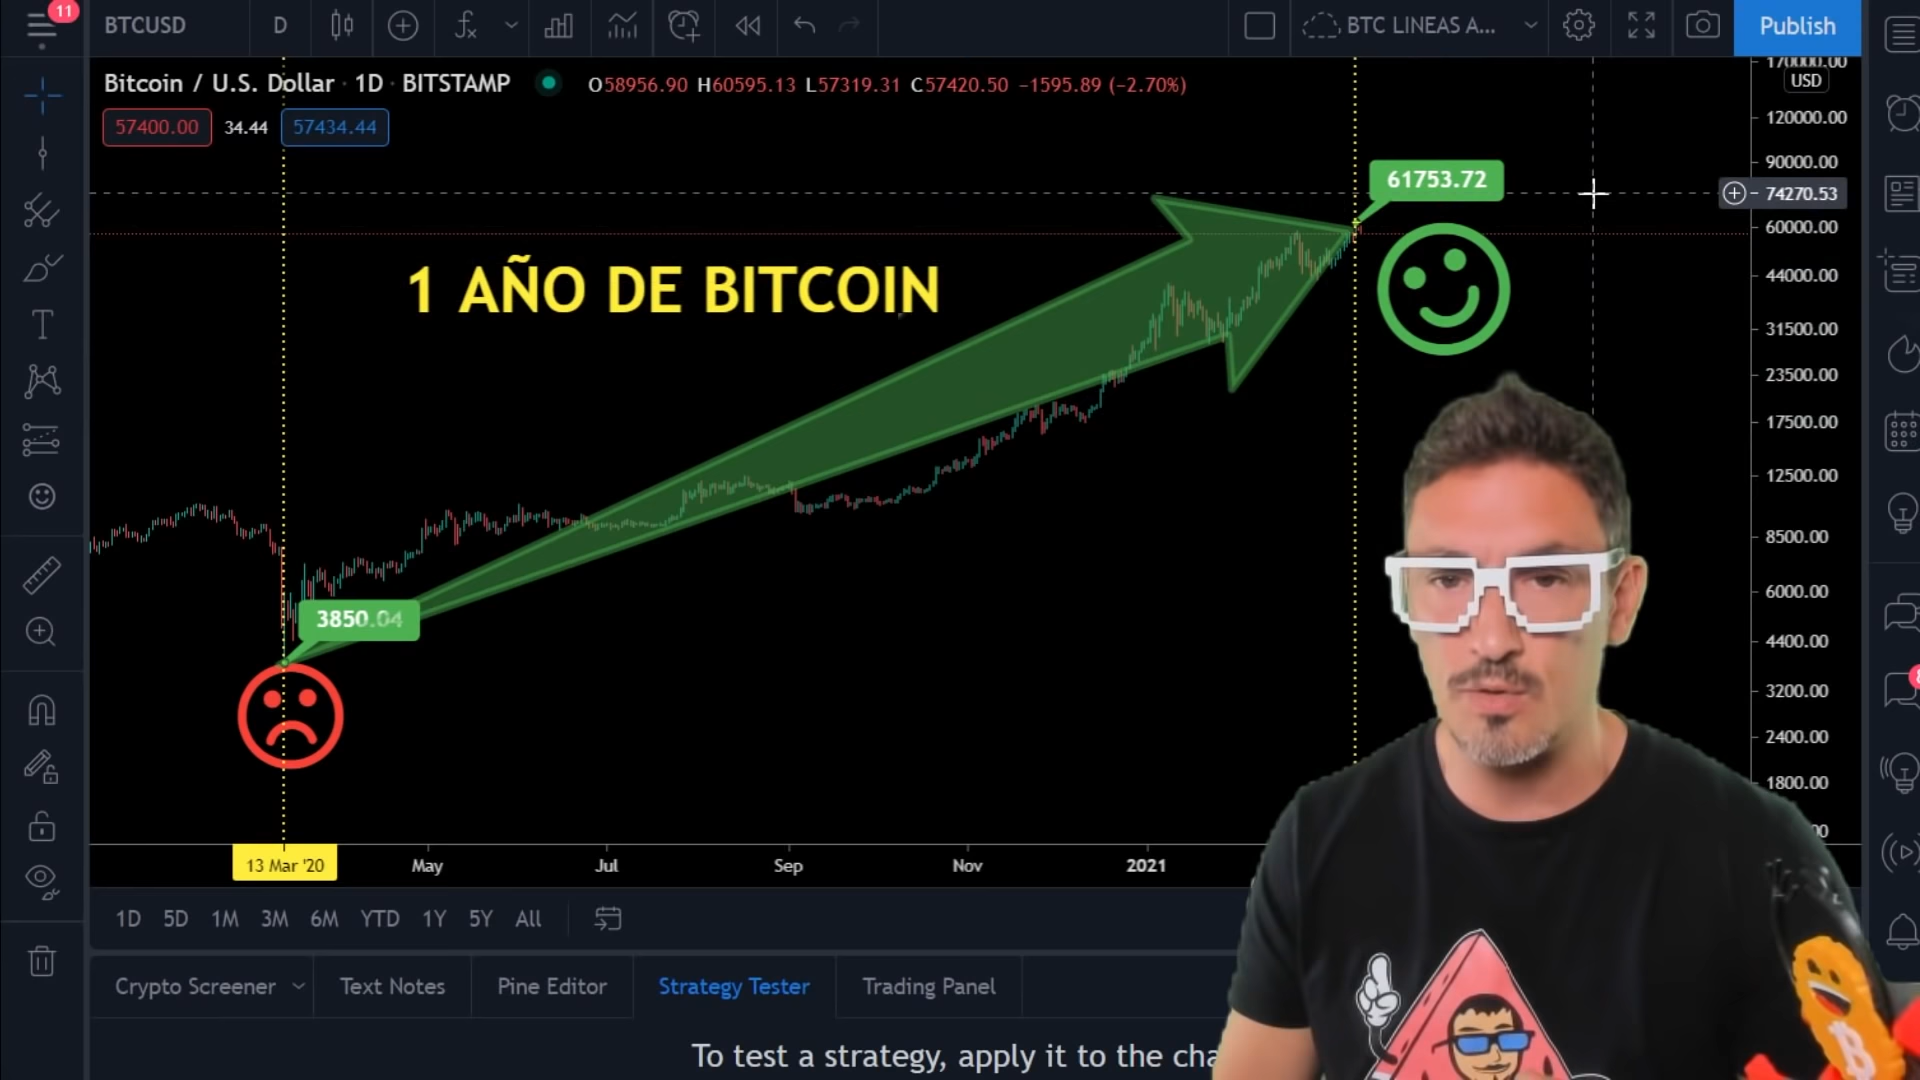 11
BTCUSD
D
BTC LINEAS A...
Publish
Bitcoin / U.S. Dollar · 1D · BITSTAMP
O58956.90 H60595.13 L57319.31 C57420.50 −1595.89 (−2.70%)
57400.00 34.44 57434.44
170000.00
USD
120000.00
90000.00
74270.53
60000.00
44000.00
31500.00
23500.00
17500.00
12500.00
8500.00
6000.00
4400.00
3200.00
2400.00
1800.00
61753.72
1 AÑO DE BITCOIN
3850.04
13 Mar '20
May
Jul
Sep
Nov
2021
1D 5D 1M 3M 6M YTD 1Y 5Y All
Crypto Screener
Text Notes
Pine Editor
Strategy Tester
Trading Panel
To test a strategy, apply it to the cha